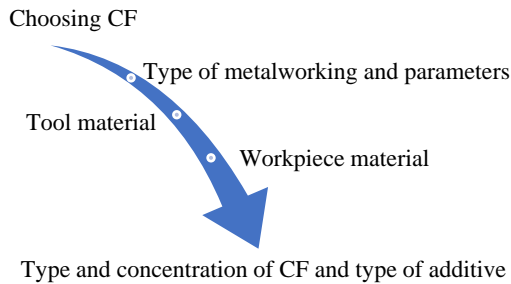 Choosing CF
Type of metalworking and parameters
Tool material
Workpiece material
Type and concentration of CF and type of additive